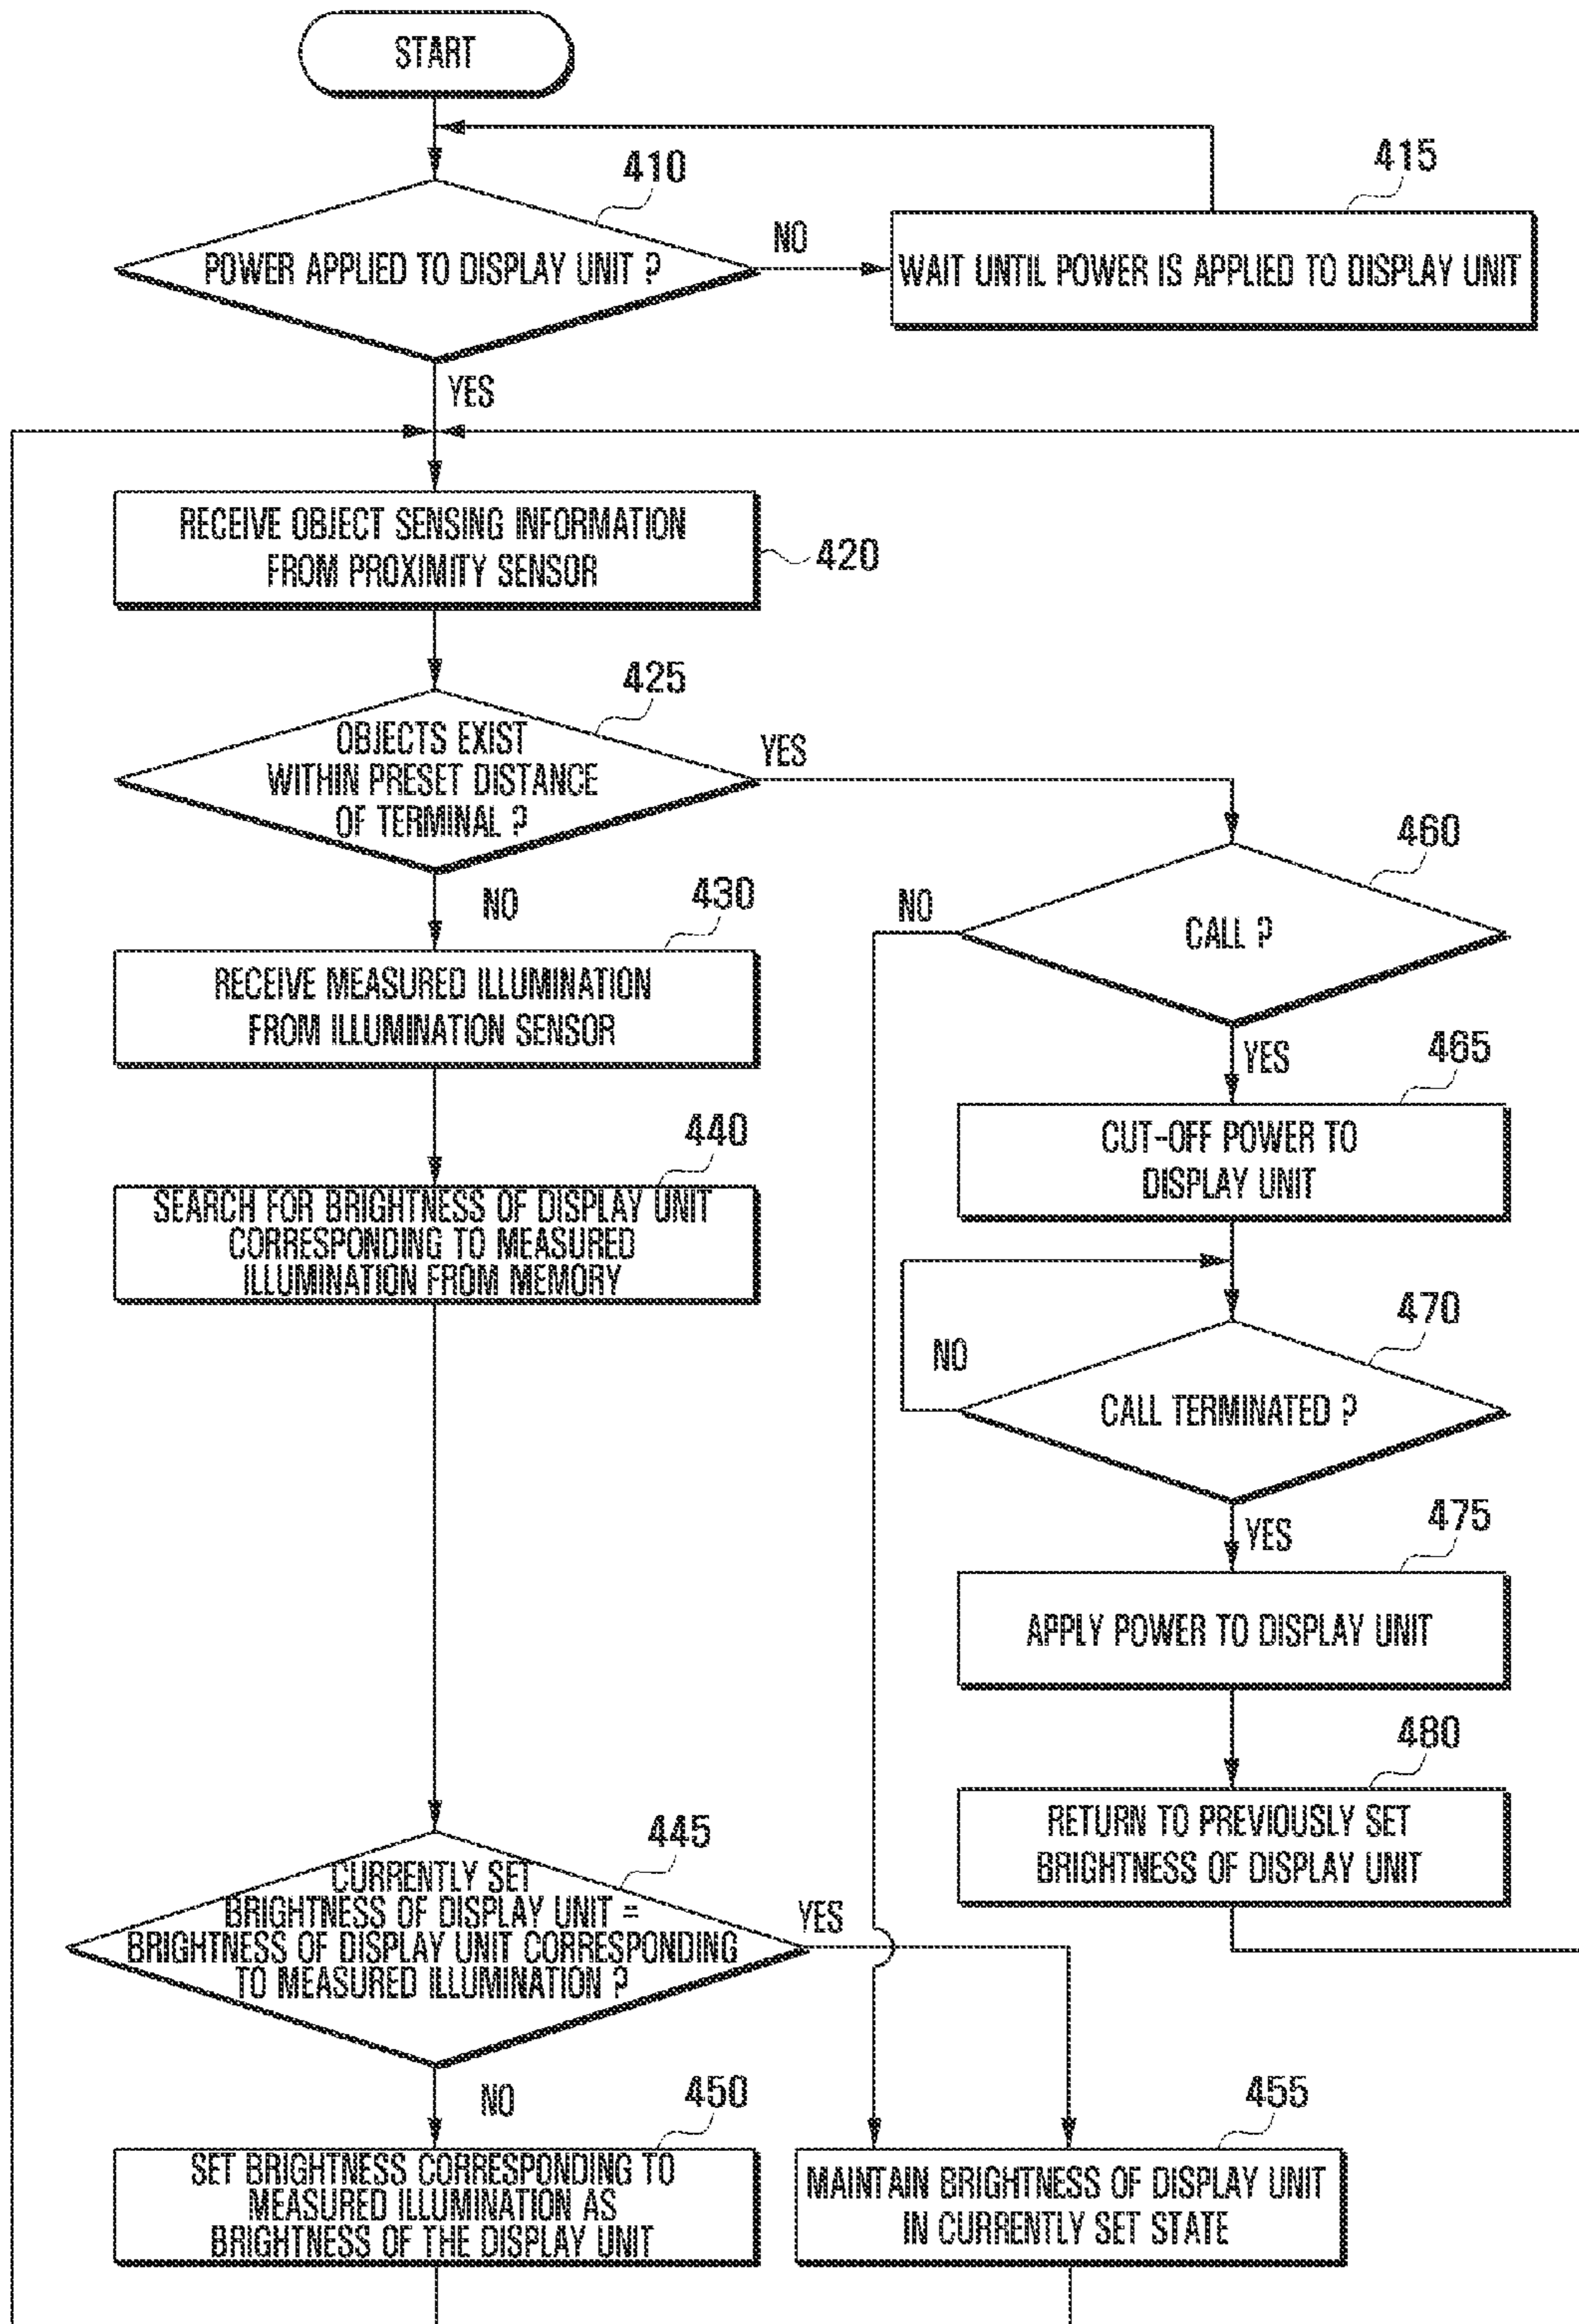 START
410
415
POWER APPLIED TO DISPLAY UNIT ?
NO
WAIT UNTIL POWER IS APPLIED TO DISPLAY UNIT
YES
RECEIVE OBJECT SENSING INFORMATION
FROM PROXIMITY SENSOR
420
425
OBJECTS EXIST
WITHIN PRESET DISTANCE
OF TERMINAL ?
YES
NO
430
RECEIVE MEASURED ILLUMINATION
FROM ILLUMINATION SENSOR
440
SEARCH FOR BRIGHTNESS OF DISPLAY UNIT
CORRESPONDING TO MEASURED
ILLUMINATION FROM MEMORY
460
NO
CALL ?
YES
465
CUT-OFF POWER TO
DISPLAY UNIT
470
NO
CALL TERMINATED ?
YES
475
APPLY POWER TO DISPLAY UNIT
480
RETURN TO PREVIOUSLY SET
BRIGHTNESS OF DISPLAY UNIT
445
CURRENTLY SET
BRIGHTNESS OF DISPLAY UNIT =
BRIGHTNESS OF DISPLAY UNIT CORRESPONDING
TO MEASURED ILLUMINATION ?
YES
NO
450
SET BRIGHTNESS CORRESPONDING TO
MEASURED ILLUMINATION AS
BRIGHTNESS OF THE DISPLAY UNIT
455
MAINTAIN BRIGHTNESS OF DISPLAY UNIT
IN CURRENTLY SET STATE